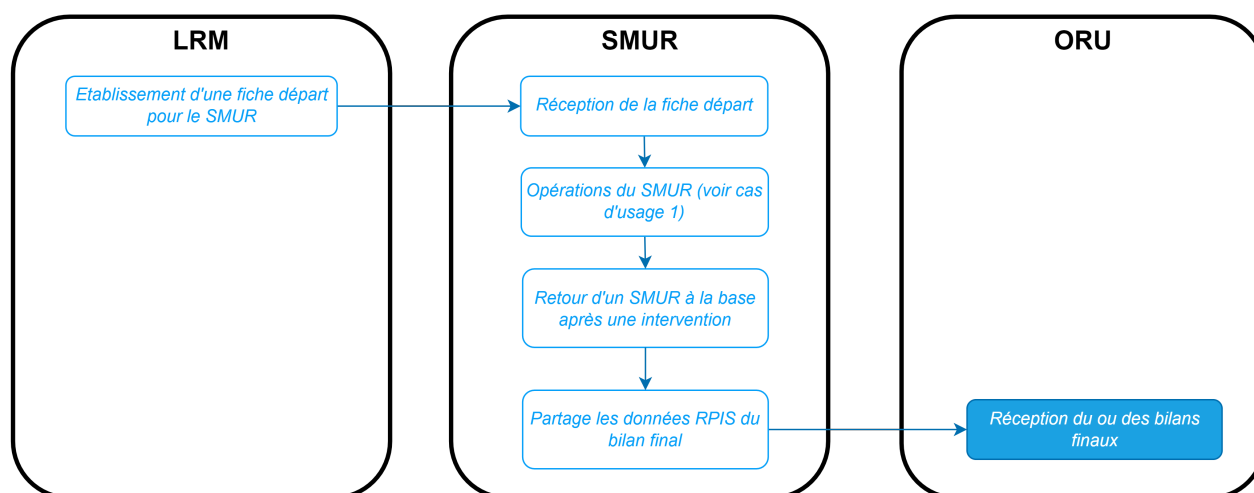 LRM
SMUR
ORU
Etablissement d'une fiche départ
pour le SMUR
Réception de la fiche départ
Opérations du SMUR (voir cas
d'usage 1)
Retour d'un SMUR à la base
après une intervention
Partage les données RPIS du
bilan final
Réception du ou des bilans
finaux